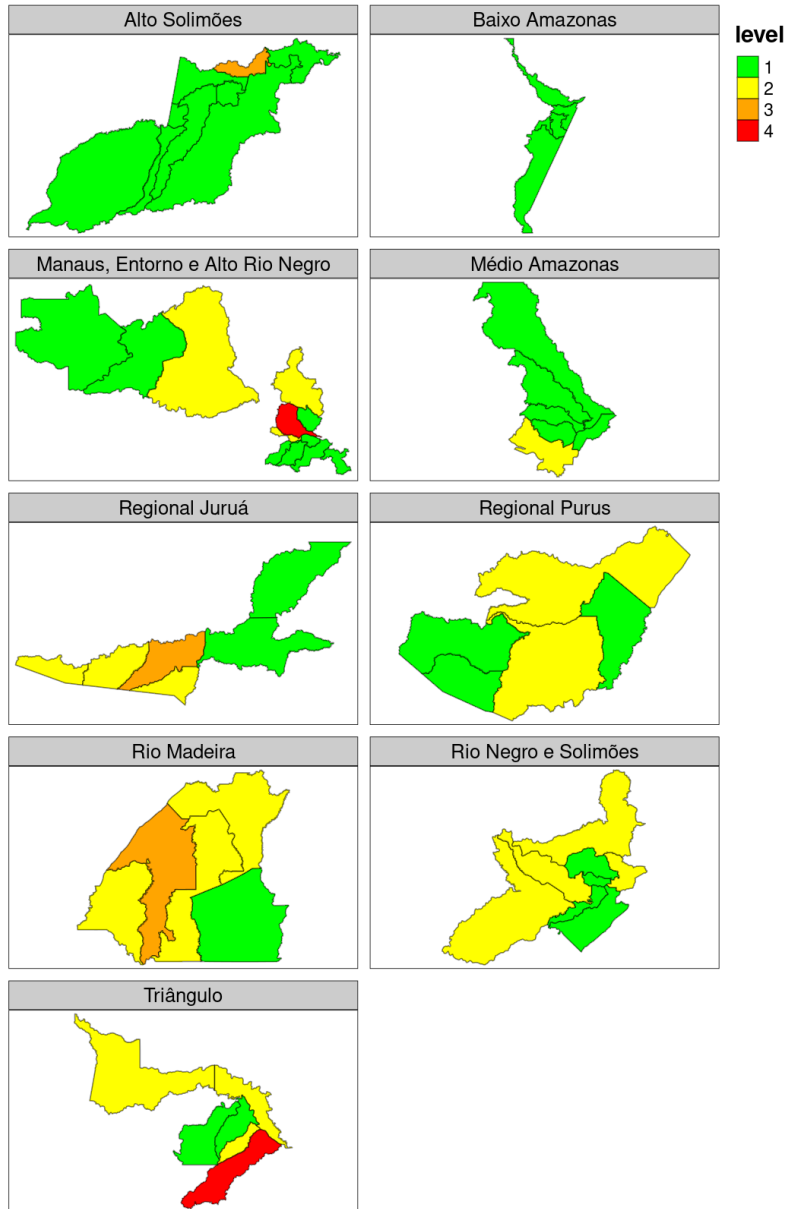 Alto Solimões
Baixo Amazonas
level
1
2
3
4
Manaus, Entorno e Alto Rio Negro
Médio Amazonas
Regional Juruá
Regional Purus
Rio Madeira
Rio Negro e Solimões
Triângulo